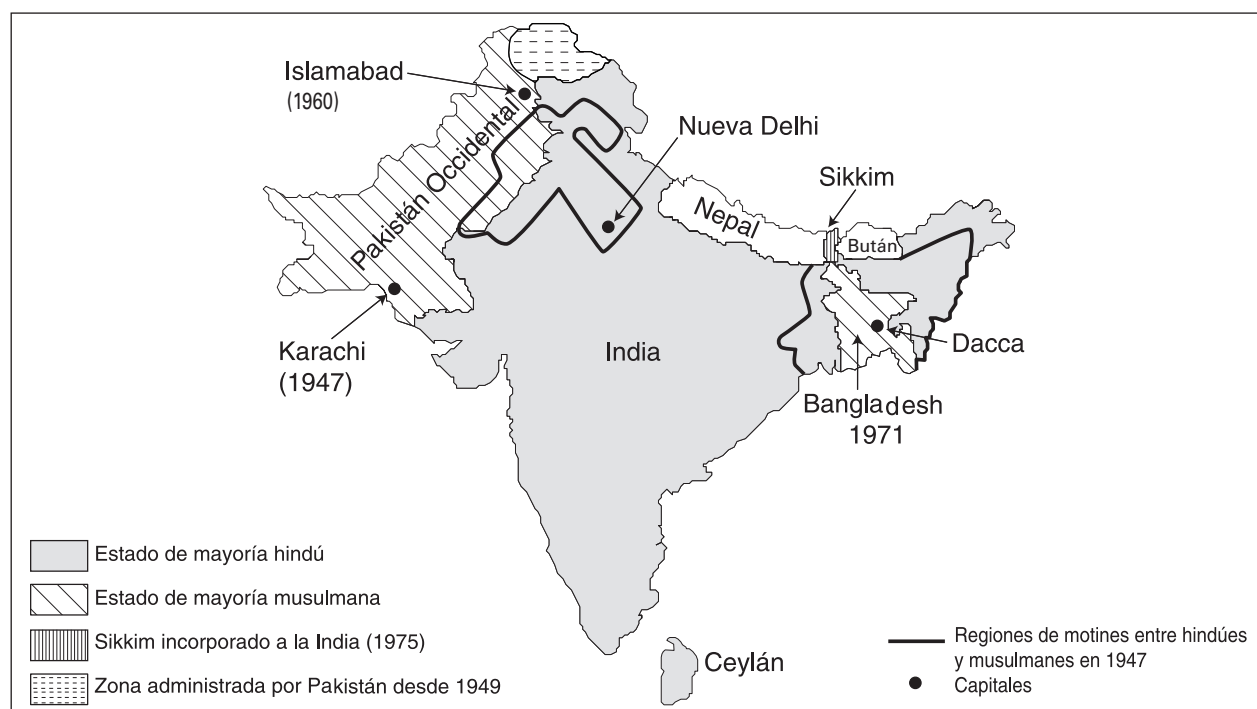 Islamabad
(1960)
Nueva Delhi
Sikkim
Pakistán Occidental
Nepal
Bután
Karachi
(1947)
India
Dacca
Bangladesh
1971
Ceylán
Estado de mayoría hindú
Estado de mayoría musulmana
Sikkim incorporado a la India (1975)
Zona administrada por Pakistán desde 1949
Regiones de motines entre hindúes
y musulmanes en 1947
Capitales